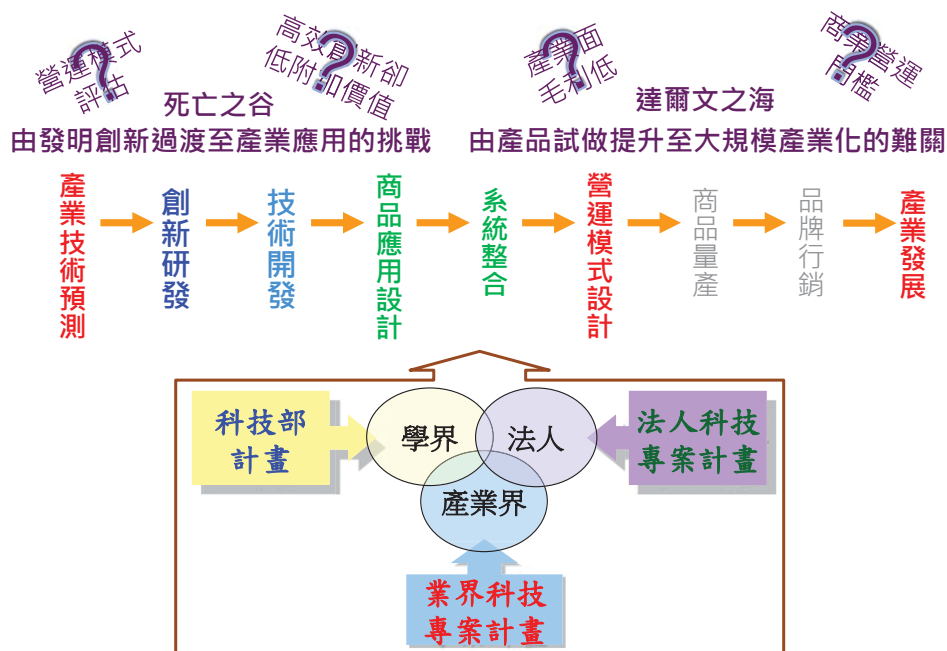 營運模式
評估
高效創新卻
低附加價值
產業面
毛利低
商業營運
門檻
死亡之谷
由發明創新過渡至產業應用的挑戰
達爾文之海
由產品試做提升至大規模產業化的難關
產業技術預測
創新研發
技術開發
商品應用設計
系統整合
營運模式設計
商品量產
品牌行銷
產業發展
科技部
計畫
學界
法人
法人科技
專案計畫
產業界
業界科技
專案計畫